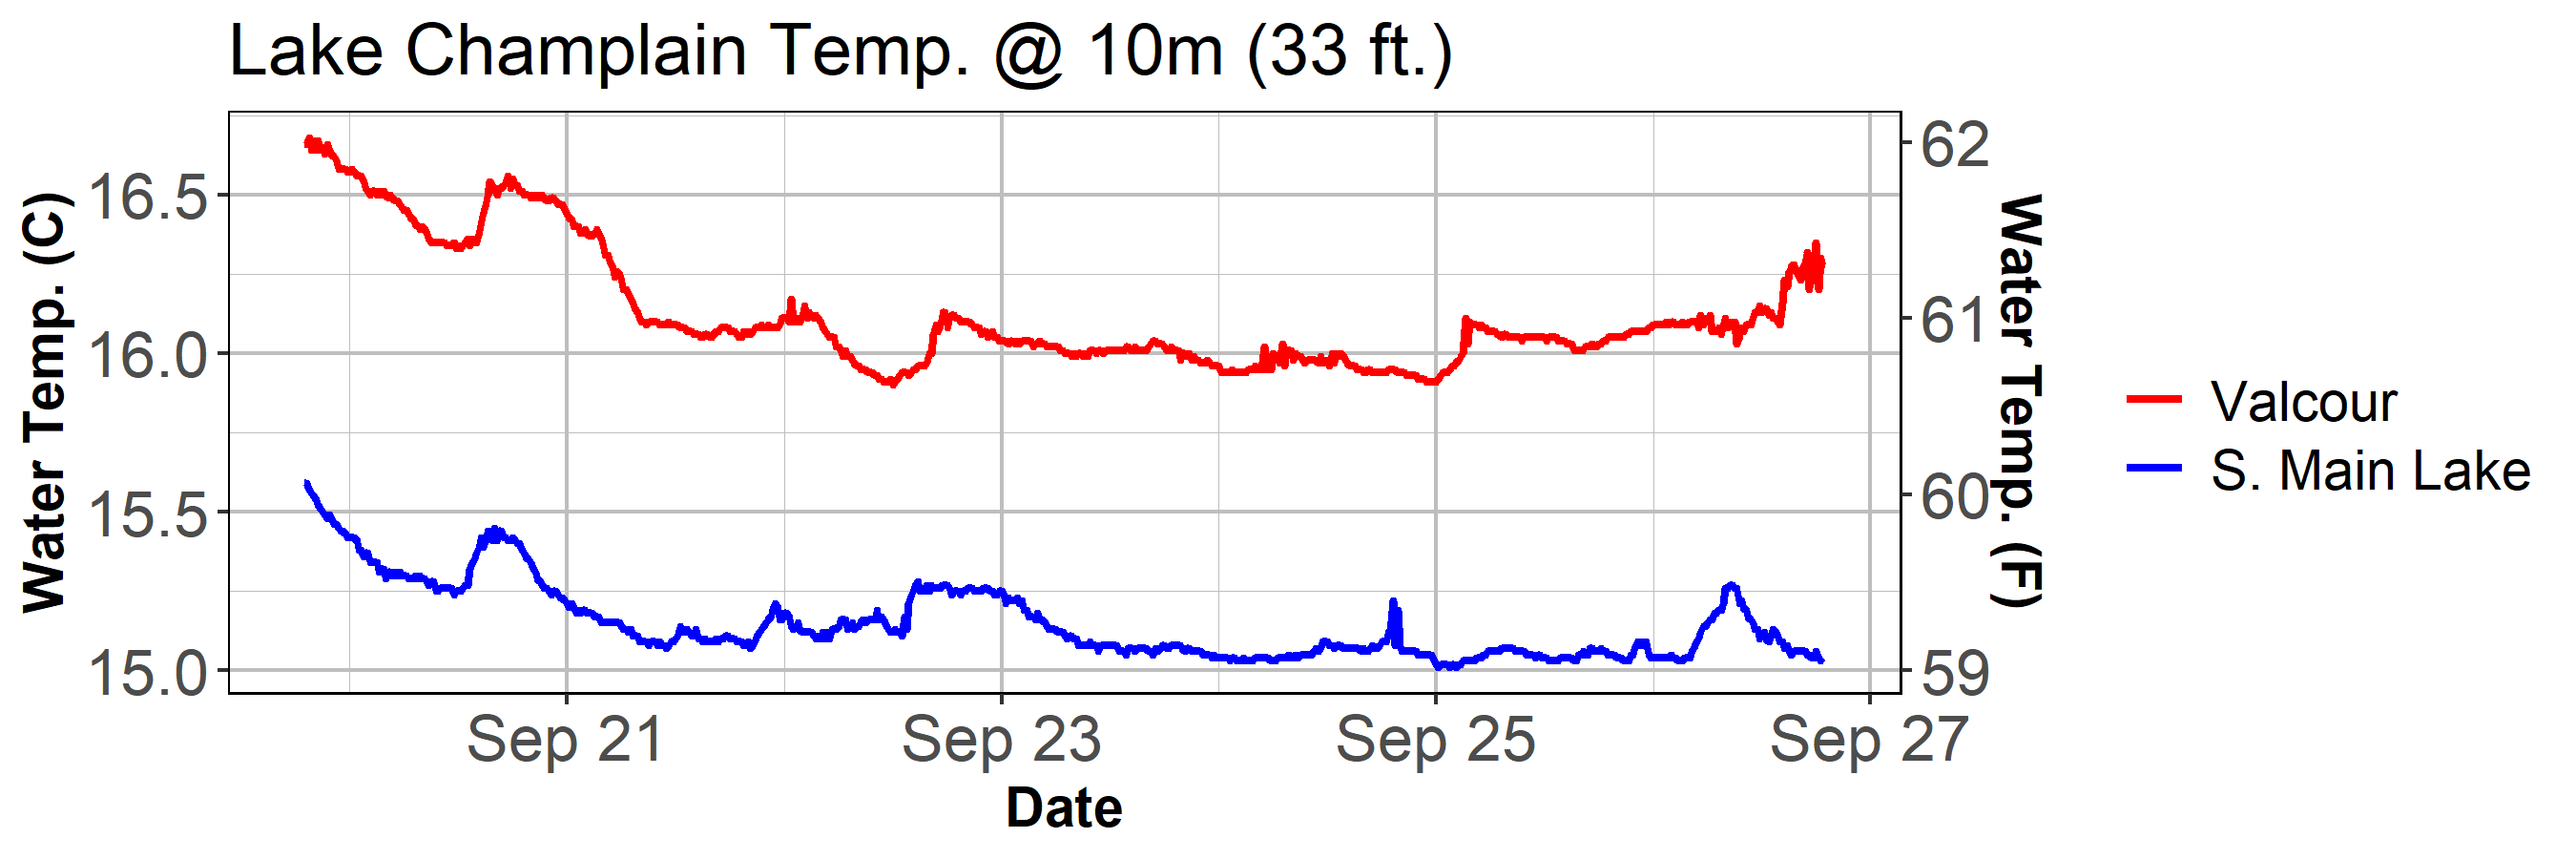 Lake Champlain Temp. @ 10m (33 ft.)
Water Temp. (C)
16.5
16.0
15.5
15.0
62
61
60
59
Water Temp. (F)
Sep 21
Sep 23
Sep 25
Sep 27
Date
Valcour
S. Main Lake